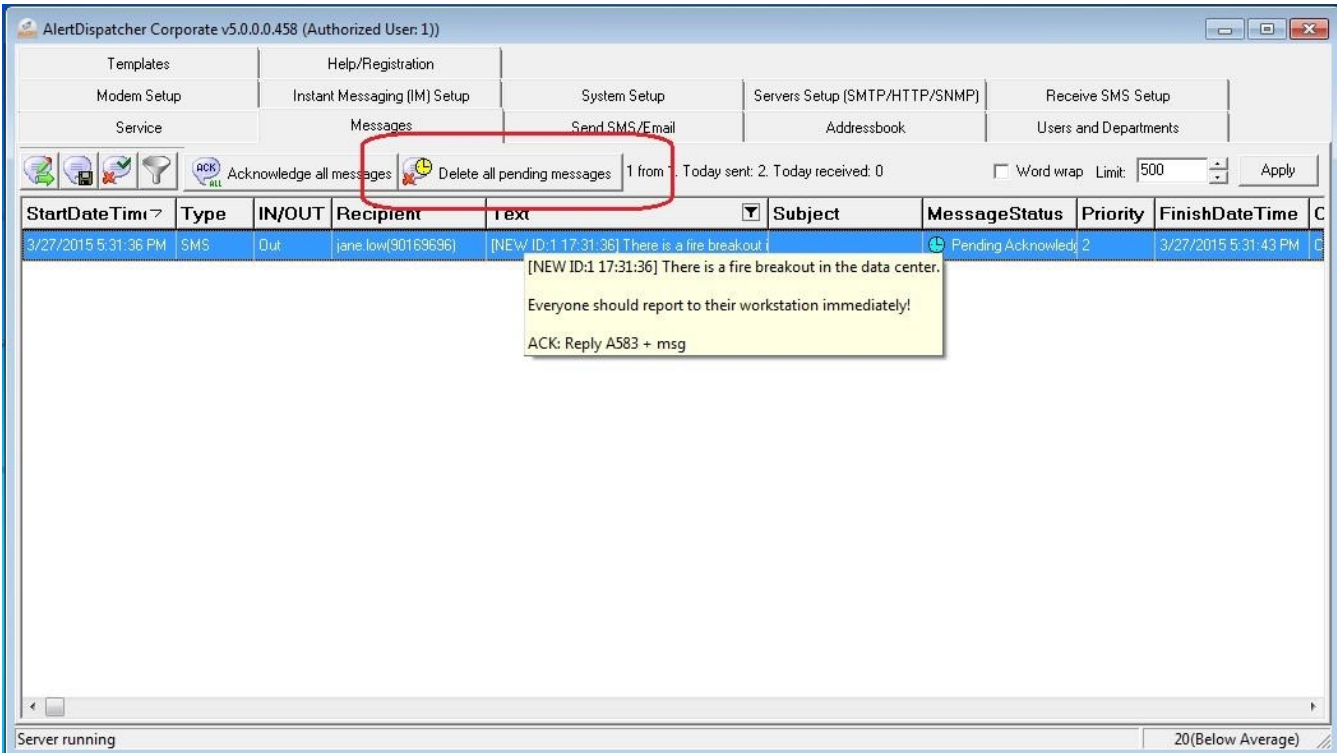 AlertDispatcher Corporate v5.0.0.0.458 (Authorized User: 1))
Templates Help/Registration
Modem Setup Instant Messaging (IM) Setup System Setup Servers Setup (SMTP/HTTP/SNMP) Receive SMS Setup
Service Messages Send SMS/Email Addressbook Users and Departments
ACK ALL Acknowledge all messages Delete all pending messages 1 from 1. Today sent: 2. Today received: 0 Word wrap Limit: 500 Apply
StartDateTime Type IN/OUT Recipient Text Subject MessageStatus Priority FinishDateTime C
3/27/2015 5:31:36 PM SMS Out jane.low(90169696) [NEW ID:1 17:31:36] There is a fire breakout i Pending Acknowledg 2 3/27/2015 5:31:43 PM C
[NEW ID:1 17:31:36] There is a fire breakout in the data center.
Everyone should report to their workstation immediately!
ACK: Reply A583 + msg
Server running 20(Below Average)